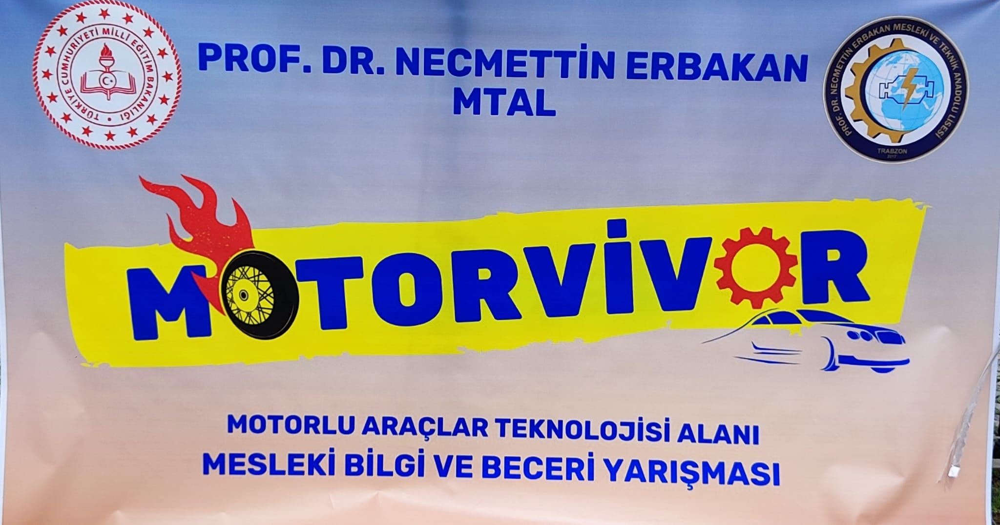 TÜRKİYE CUMHURİYETİ MİLLİ EĞİTİM BAKANLIĞI
PROF. DR. NECMETTİN ERBAKAN
MTAL
PROF. DR. NECMETTİN ERBAKAN MESLEKİ VE TEKNİK ANADOLU LİSESİ
TRABZON
2017
MOTORVİVOR
MOTORLU ARAÇLAR TEKNOLOJİSİ ALANI
MESLEKİ BİLGİ VE BECERİ YARIŞMASI